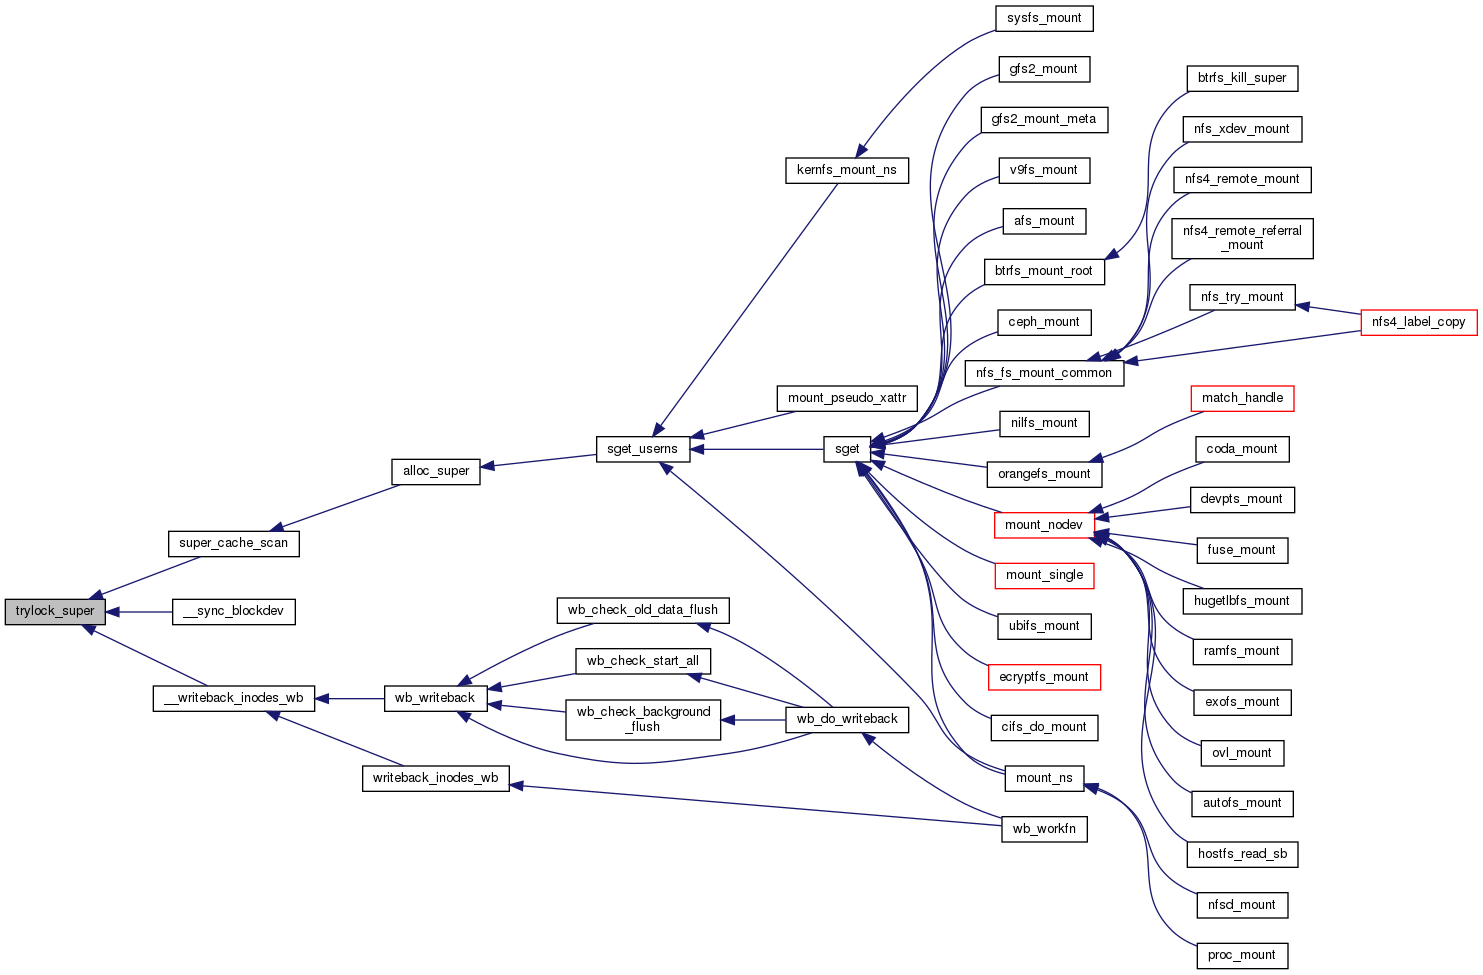 sysfs_mount
gfs2_mount
btrfs_kill_super
gfs2_mount_meta
nfs_xdev_mount
kernfs_mount_ns
v9fs_mount
nfs4_remote_mount
afs_mount
nfs4_remote_referral
_mount
btrfs_mount_root
nfs_try_mount
ceph_mount
nfs4_label_copy
nfs_fs_mount_common
mount_pseudo_xattr
match_handle
nilfs_mount
sget_userns
sget
coda_mount
alloc_super
orangefs_mount
devpts_mount
mount_nodev
super_cache_scan
fuse_mount
mount_single
hugetlbfs_mount
trylock_super
__sync_blockdev
wb_check_old_data_flush
ubifs_mount
ramfs_mount
wb_check_start_all
ecryptfs_mount
__writeback_inodes_wb
wb_writeback
exofs_mount
wb_check_background
_flush
wb_do_writeback
cifs_do_mount
ovl_mount
writeback_inodes_wb
mount_ns
autofs_mount
wb_workfn
hostfs_read_sb
nfsd_mount
proc_mount